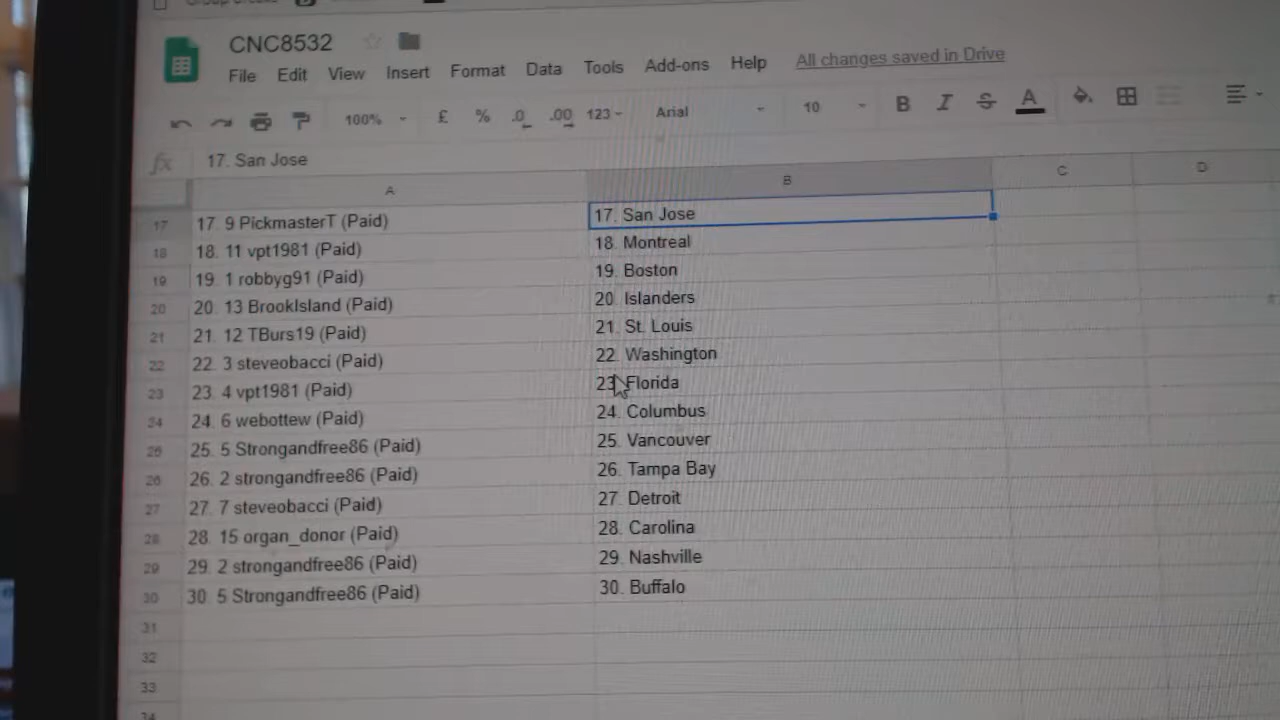 CNC8532
File Edit View Insert Format Data Tools Add-ons Help All changes saved in Drive
100% £ % .0 .00 123 Arial 10 B I S A
fx 17. San Jose
A B C D
17 17. 9 PickmasterT (Paid) 17. San Jose
18 18. 11 vpt1981 (Paid) 18. Montreal
19 19. 1 robbyg91 (Paid) 19. Boston
20 20. 13 BrookIsland (Paid) 20. Islanders
21 21. 12 TBurs19 (Paid) 21. St. Louis
22 22. 3 steveobacci (Paid) 22. Washington
23 23. 4 vpt1981 (Paid) 23. Florida
24 24. 6 webottew (Paid) 24. Columbus
25 25. 5 Strongandfree86 (Paid) 25. Vancouver
26 26. 2 strongandfree86 (Paid) 26. Tampa Bay
27 27. 7 steveobacci (Paid) 27. Detroit
28 28. 15 organ_donor (Paid) 28. Carolina
29 29. 2 strongandfree86 (Paid) 29. Nashville
30 30. 5 Strongandfree86 (Paid) 30. Buffalo
31
32
33
34